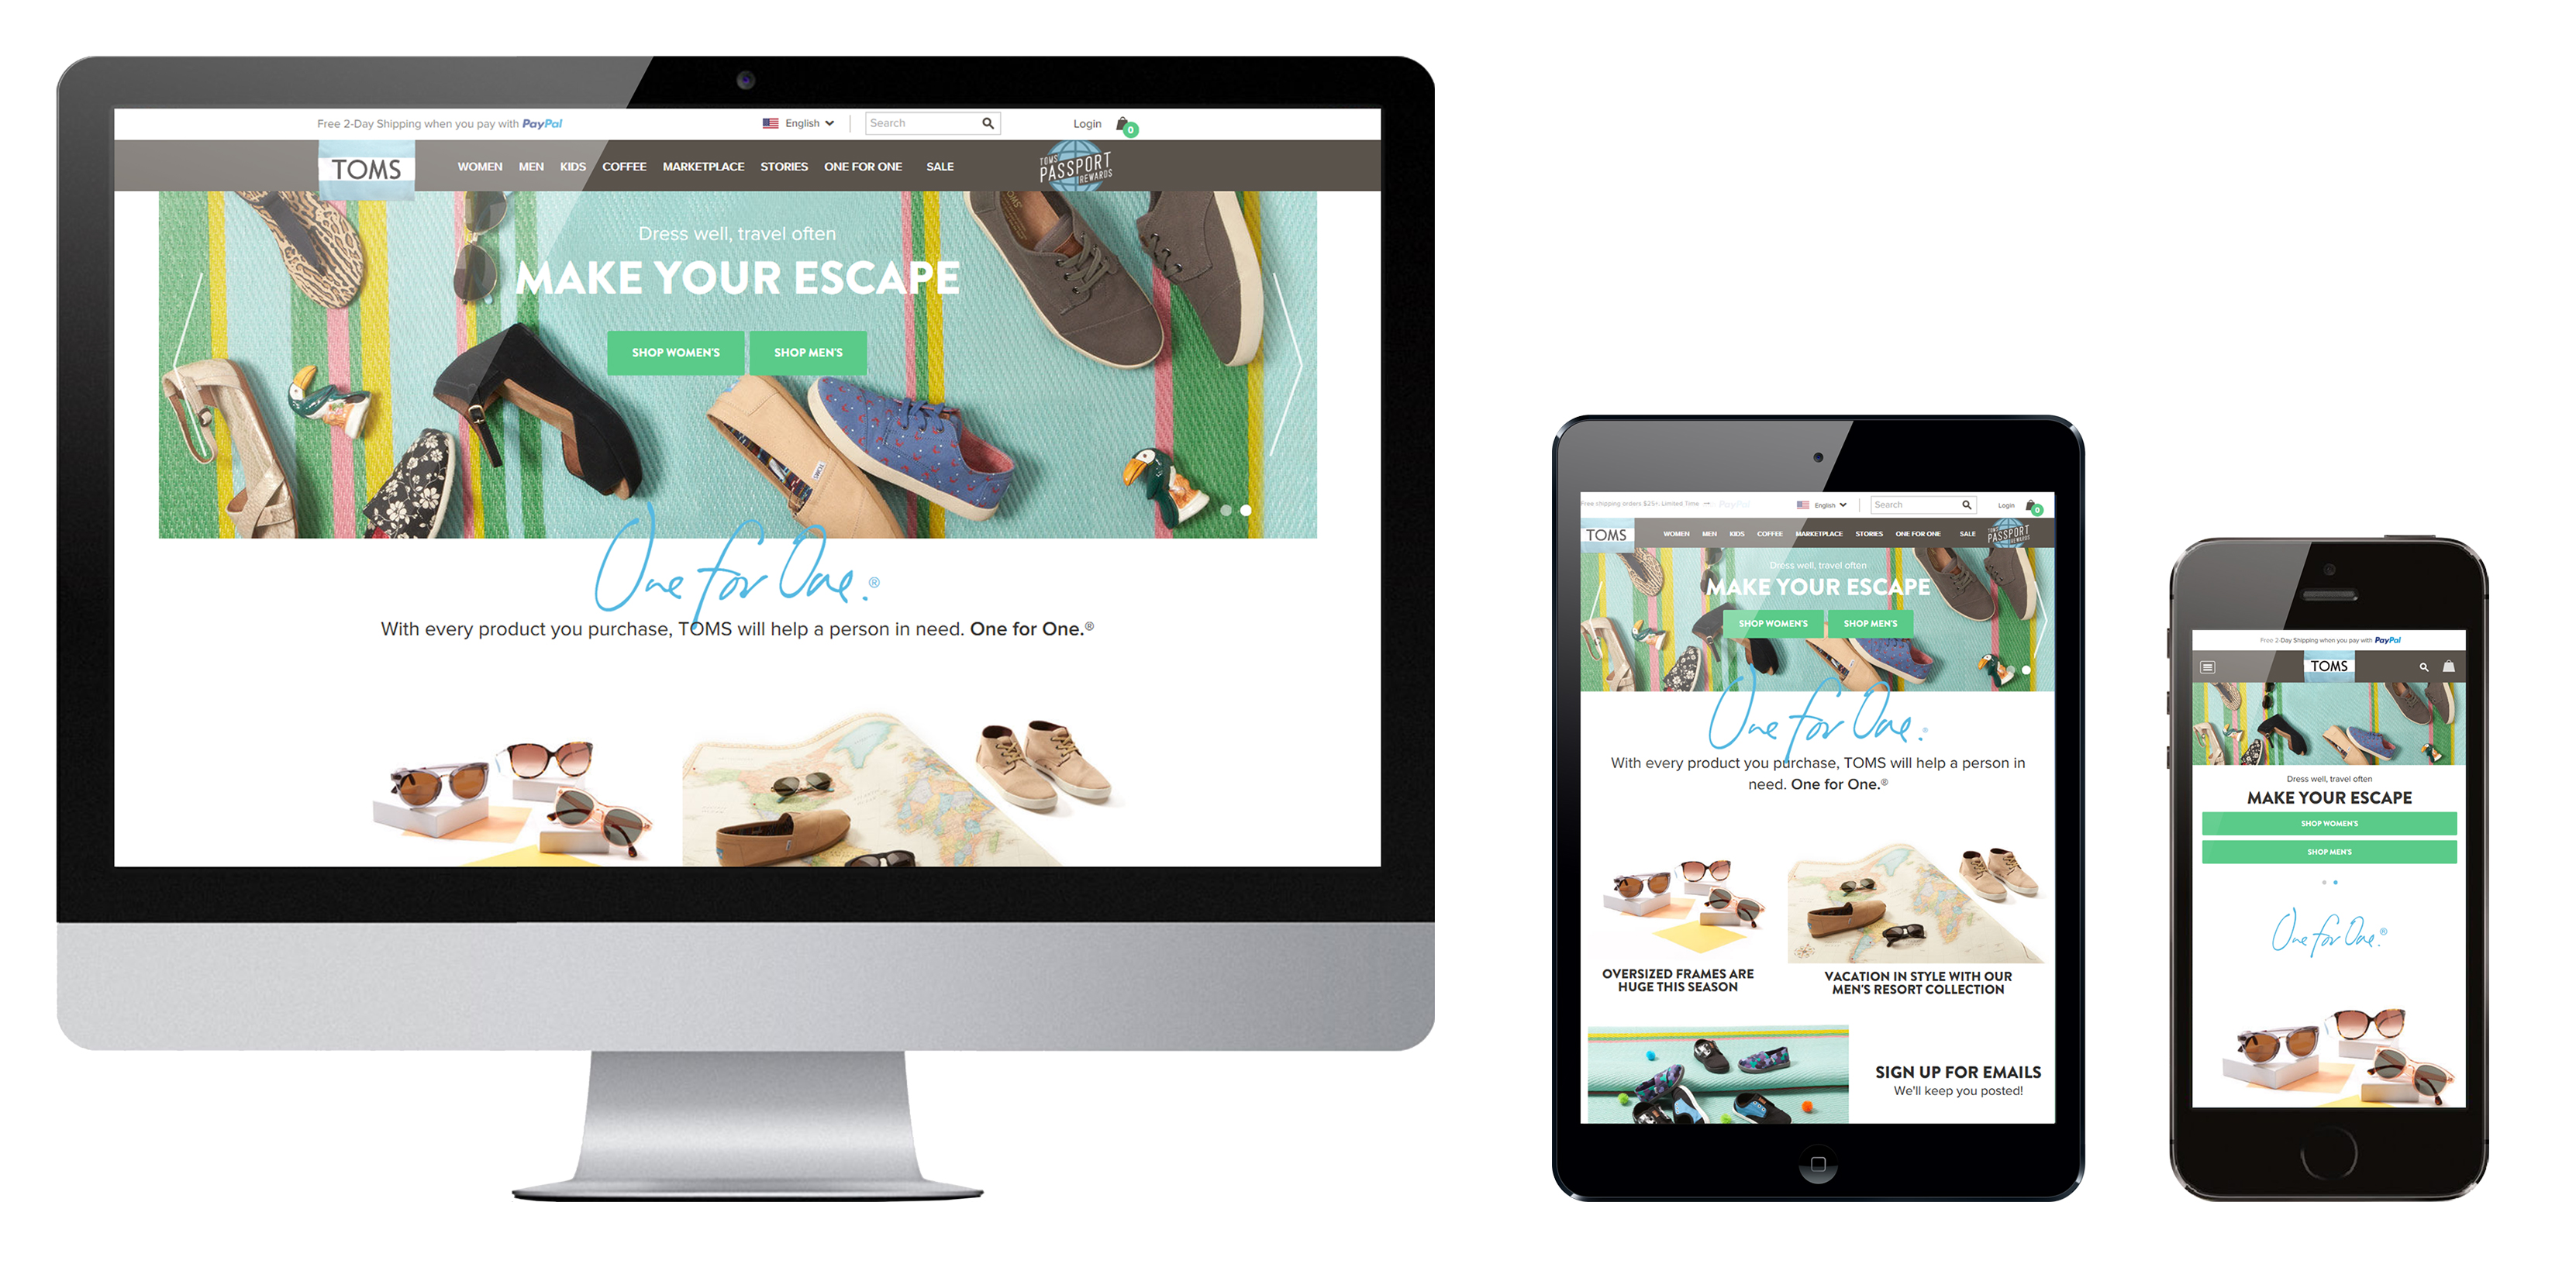 Free 2-Day Shipping when you pay with PayPal
English
Search
Login
0
TOMS
WOMEN MEN KIDS COFFEE MARKETPLACE STORIES ONE FOR ONE SALE
TOMS PASSPORT REWARDS
Dress well, travel often
MAKE YOUR ESCAPE
SHOP WOMEN'S SHOP MEN'S
TOMS
One for One.®
With every product you purchase, TOMS will help a person in need. One for One.®
Free shipping orders $25+. Limited Time PayPal
English
Search
Login
0
TOMS
WOMEN MEN KIDS COFFEE MARKETPLACE STORIES ONE FOR ONE SALE
TOMS PASSPORT REWARDS
Dress well, travel often
MAKE YOUR ESCAPE
SHOP WOMEN'S SHOP MEN'S
One for One.®
With every product you purchase, TOMS will help a person in
need. One for One.®
OVERSIZED FRAMES ARE
HUGE THIS SEASON
VACATION IN STYLE WITH OUR
MEN'S RESORT COLLECTION
SIGN UP FOR EMAILS
We'll keep you posted!
Free 2-Day Shipping when you pay with PayPal
TOMS
Dress well, travel often
MAKE YOUR ESCAPE
SHOP WOMEN'S
SHOP MEN'S
One for One.®